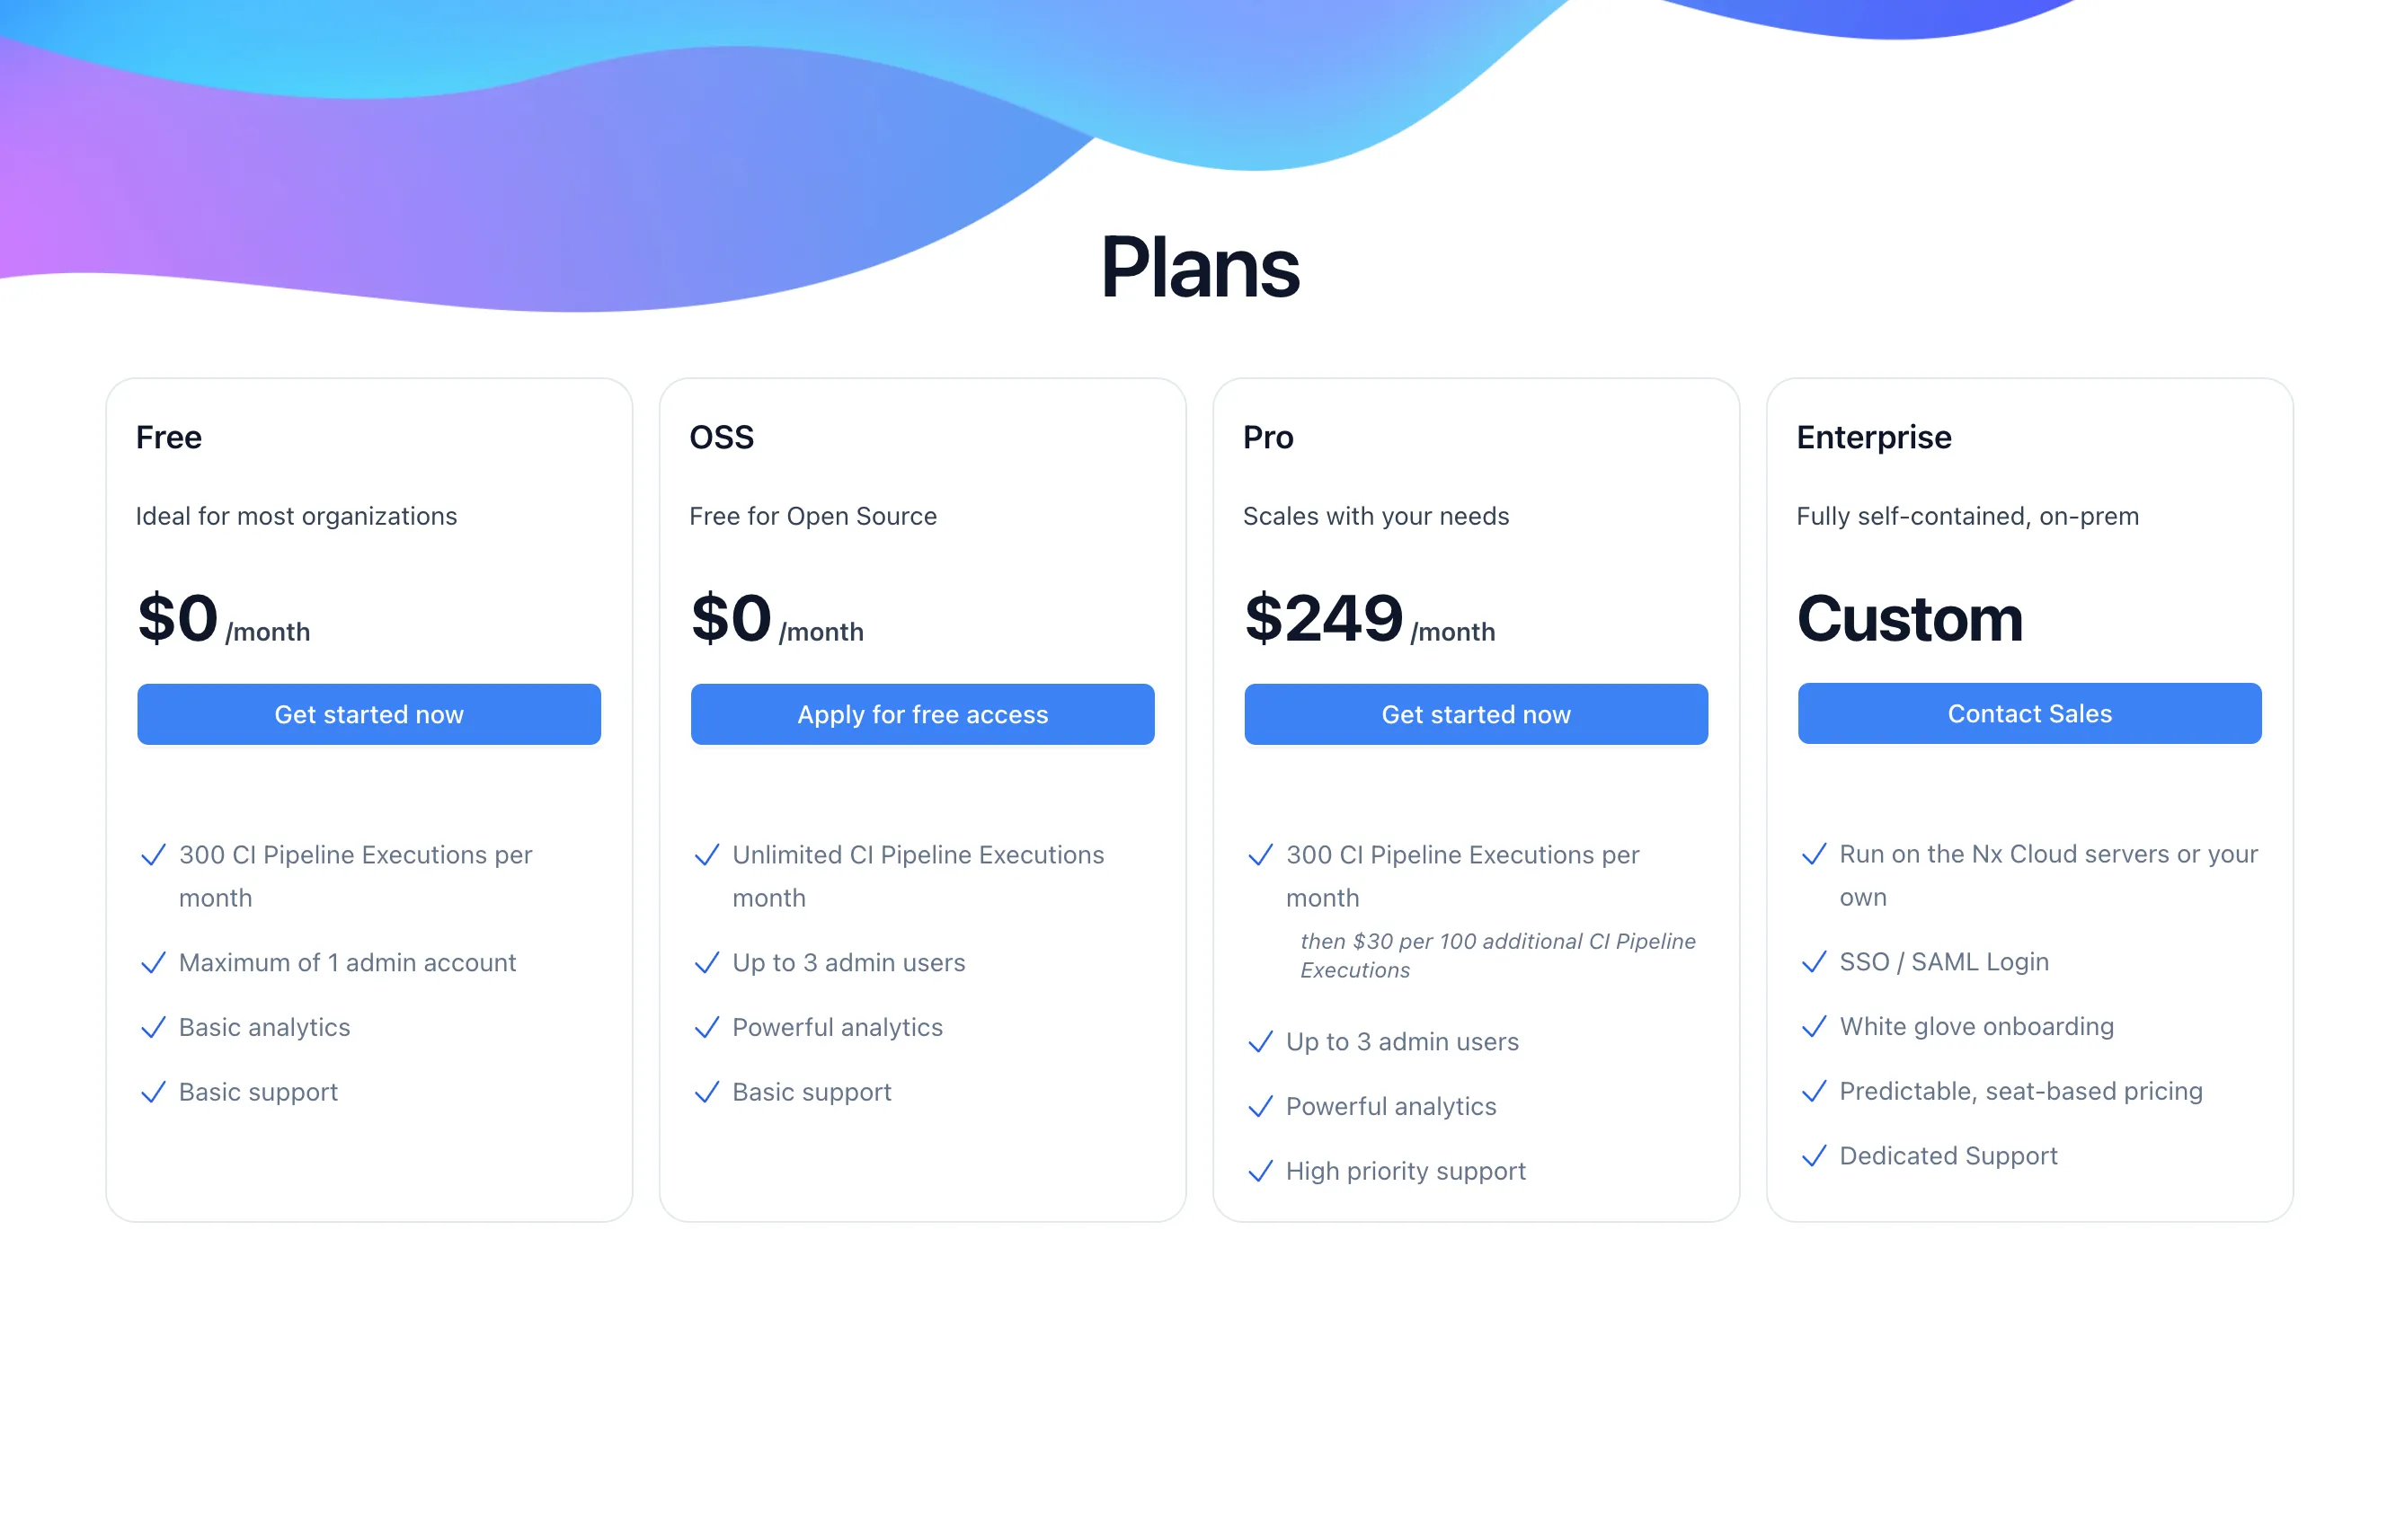 Plans
Free
Ideal for most organizations
$0 /month
Get started now
300 CI Pipeline Executions per
month
Maximum of 1 admin account
Basic analytics
Basic support
OSS
Free for Open Source
$0 /month
Apply for free access
Unlimited CI Pipeline Executions
month
Up to 3 admin users
Powerful analytics
Basic support
Pro
Scales with your needs
$249 /month
Get started now
300 CI Pipeline Executions per
month
then $30 per 100 additional CI Pipeline
Executions
Up to 3 admin users
Powerful analytics
High priority support
Enterprise
Fully self-contained, on-prem
Custom
Contact Sales
Run on the Nx Cloud servers or your
own
SSO / SAML Login
White glove onboarding
Predictable, seat-based pricing
Dedicated Support